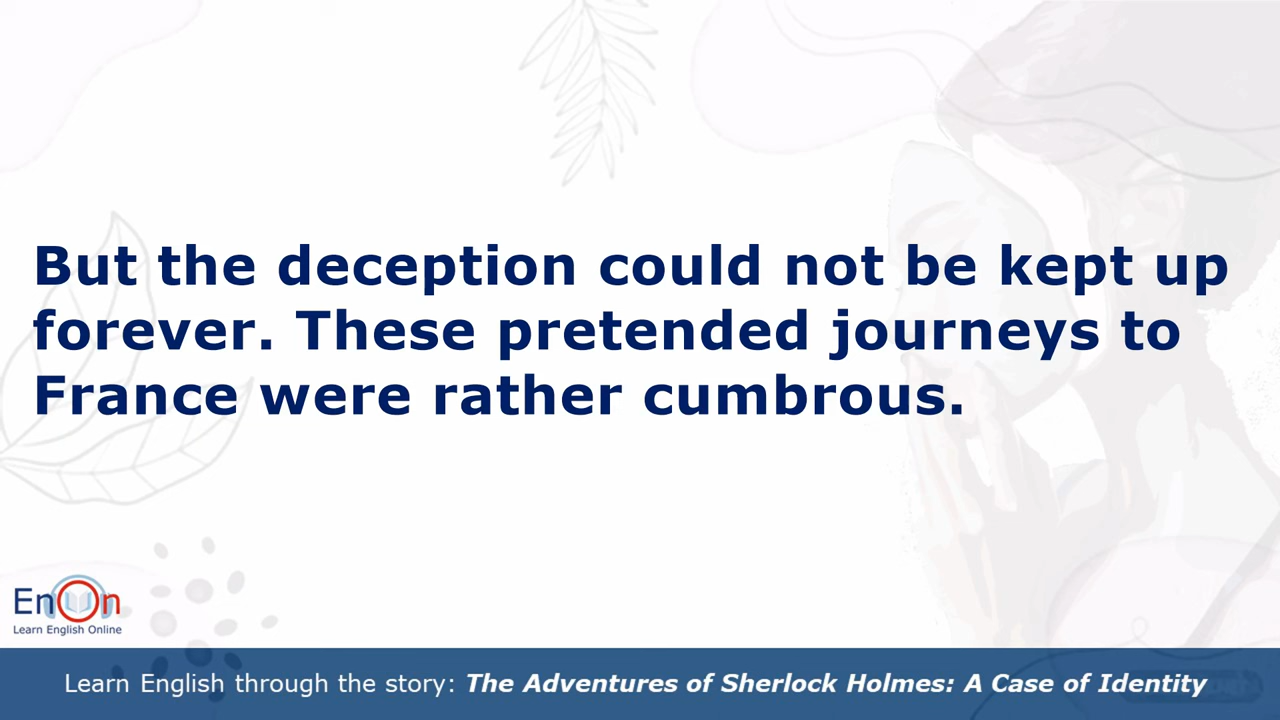 But the deception could not be kept up
forever. These pretended journeys to
France were rather cumbrous.
EnOn
Learn English Online
Learn English through the story: The Adventures of Sherlock Holmes: A Case of Identity